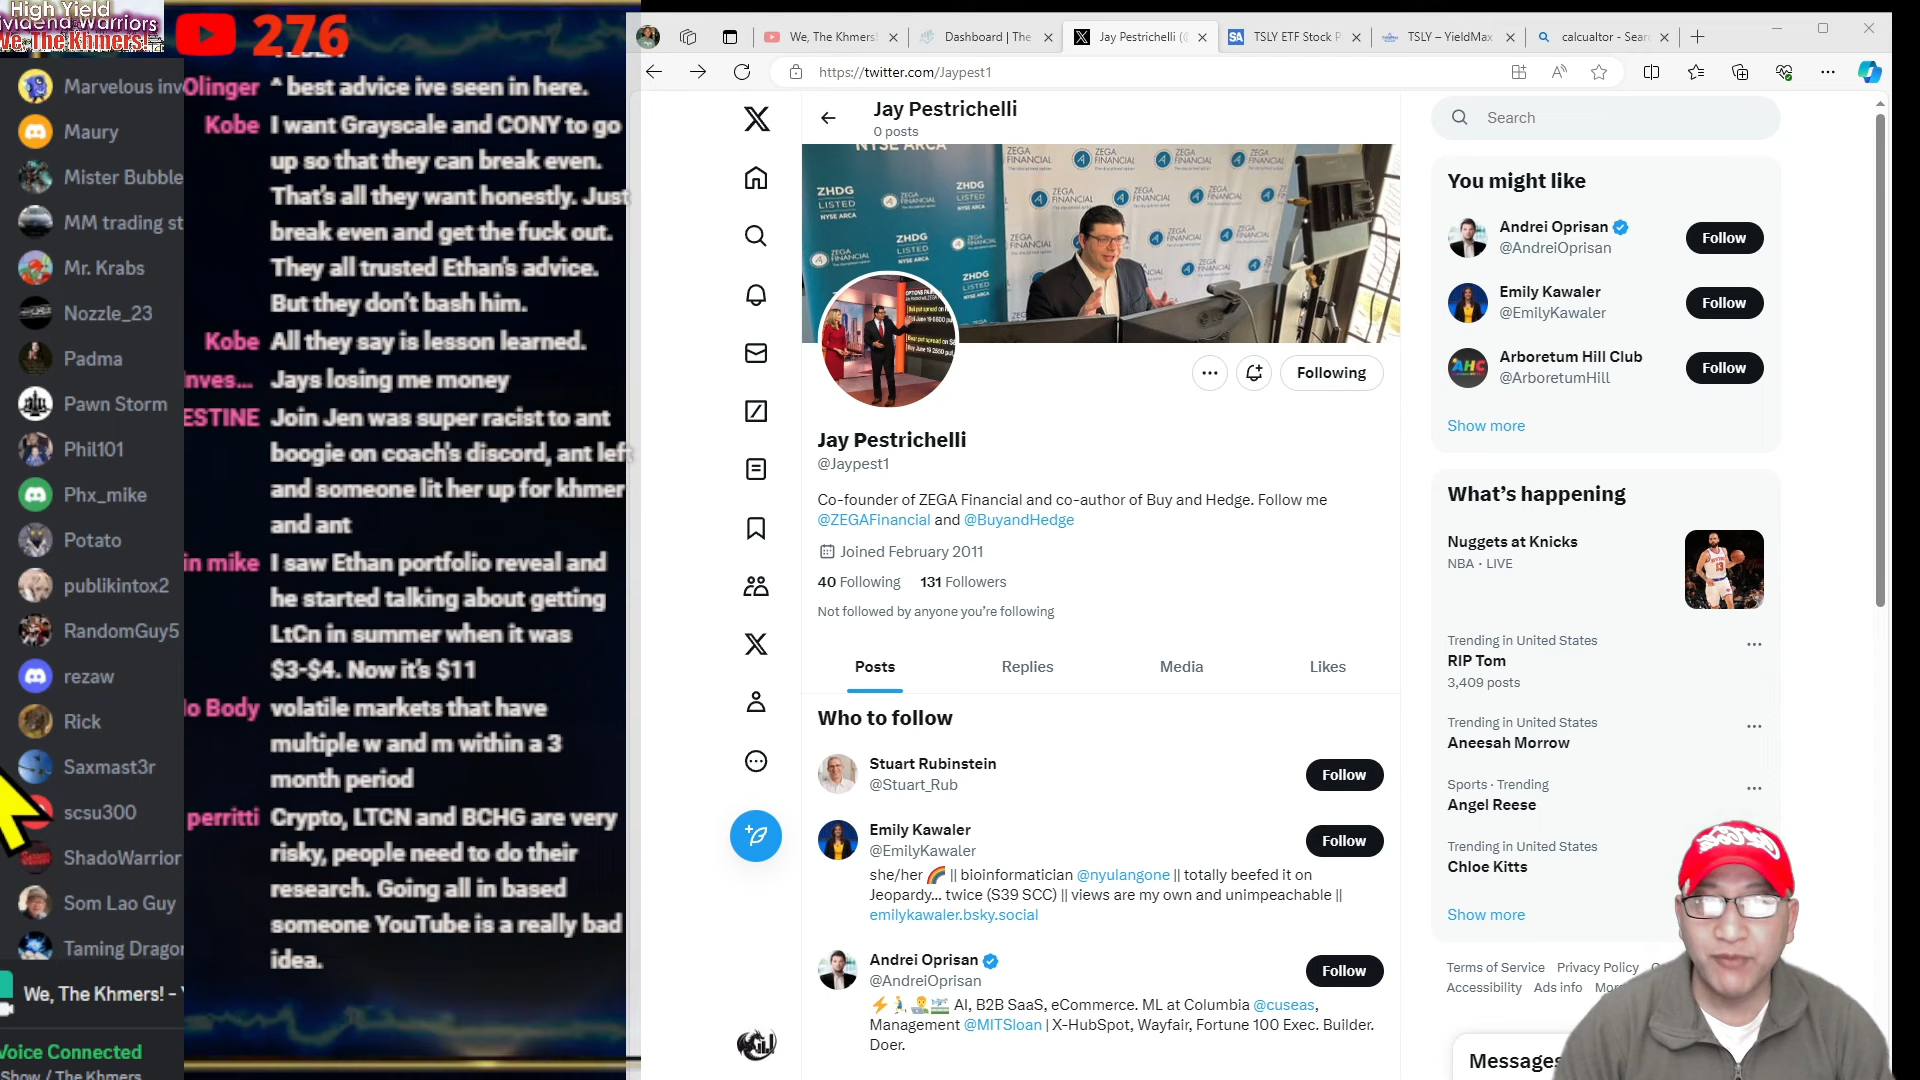 High Yield
Dividend Warriors
We, The Khmers!
276
Marvelous inv
Maury
Mister Bubble
MM trading st
Mr. Krabs
Nozzle_23
Padma
Pawn Storm
Phil101
Phx_mike
Potato
publikintox2
RandomGuy5
rezaw
Rick
Saxmast3r
scsu300
ShadoWarrior
Som Lao Guy
Taming Dragon
We, The Khmers! -
Voice Connected
Show / The Khmers
Olinger ^ best advice ive seen in here.
Kobe I want Grayscale and CONY to go
up so that they can break even.
That's all they want honestly. Just
break even and get the fuck out.
They all trusted Ethan's advice.
But they don't bash him.
Kobe All they say is lesson learned.
inves... Jays losing me money
ESTINE Join Jen was super racist to ant
boogie on coach's discord, ant left
and someone lit her up for khmer
and ant
in mike I saw Ethan portfolio reveal and
he started talking about getting
LtCn in summer when it was
$3-$4. Now it's $11
o Body volatile markets that have
multiple w and m within a 3
month period
perritti Crypto, LTCN and BCHG are very
risky, people need to do their
research. Going all in based
someone YouTube is a really bad
idea.
We, The Khmers!
Dashboard | The
Jay Pestrichelli (@
TSLY ETF Stock P
TSLY – YieldMax
calcualtor - Sear
https://twitter.com/Jaypest1
Jay Pestrichelli
0 posts
NYSE ARCA
ZHDG
LISTED
NYSE ARCA
ZEGA
FINANCIAL
Jay Pestrichelli
@Jaypest1
Following
Co-founder of ZEGA Financial and co-author of Buy and Hedge. Follow me
@ZEGAFinancial and @BuyandHedge
Joined February 2011
40 Following 131 Followers
Not followed by anyone you're following
Posts Replies Media Likes
Who to follow
Stuart Rubinstein
@Stuart_Rub
Follow
Emily Kawaler
@EmilyKawaler
Follow
she/her 🌈 || bioinformatician @nyulangone || totally beefed it on
Jeopardy... twice (S39 SCC) || views are my own and unimpeachable ||
emilykawaler.bsky.social
Andrei Oprisan
@AndreiOprisan
Follow
AI, B2B SaaS, eCommerce. ML at Columbia @cuseas,
Management @MITSloan | X-HubSpot, Wayfair, Fortune 100 Exec. Builder.
Doer.
Search
You might like
Andrei Oprisan
@AndreiOprisan
Follow
Emily Kawaler
@EmilyKawaler
Follow
Arboretum Hill Club
@ArboretumHill
Follow
Show more
What's happening
Nuggets at Knicks
NBA · LIVE
Trending in United States
RIP Tom
3,409 posts
Trending in United States
Aneesah Morrow
Sports · Trending
Angel Reese
Trending in United States
Chloe Kitts
Show more
Terms of Service Privacy Policy
Accessibility Ads info
Messages